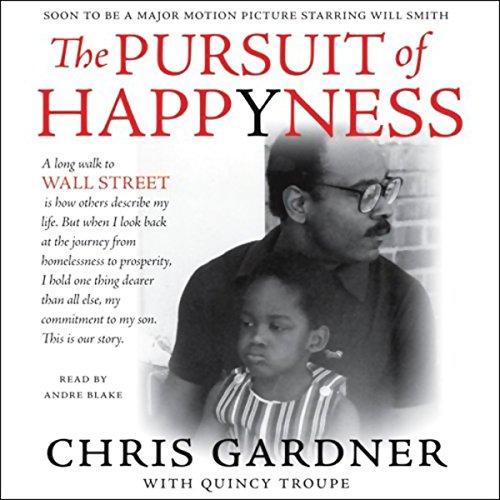 SOON TO BE A MAJOR MOTION PICTURE STARRING WILL SMITH
The PURSUIT of
HAPPYNESS
A long walk to
WALL STREET
is how others describe my
life. But when I look back
at the journey from
homelessness to prosperity,
I hold one thing dearer
than all else, my
commitment to my son.
This is our story.
READ BY
ANDRE BLAKE
CHRIS GARDNER
WITH QUINCY TROUPE